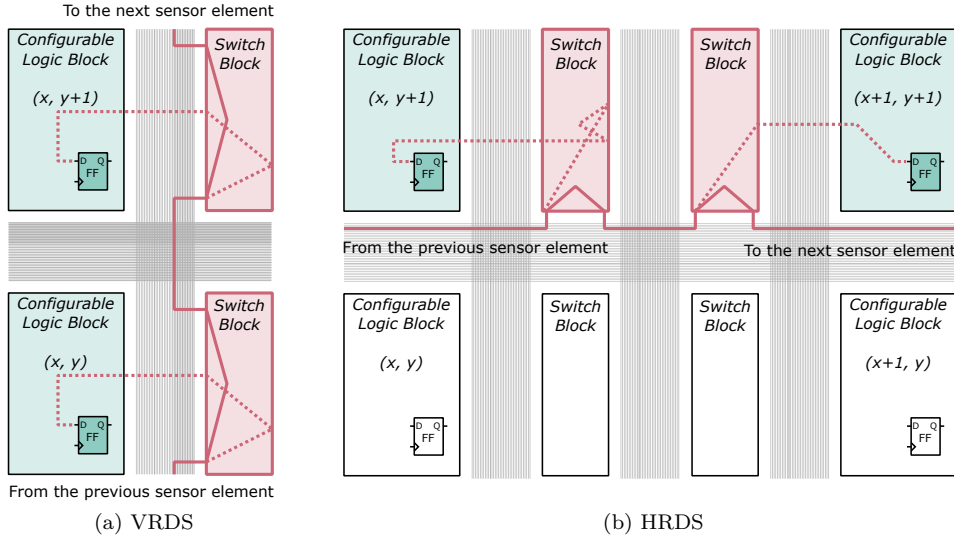 To the next sensor element
Configurable
Logic Block
(x, y+1)
D Q
FF
Switch
Block
Configurable
Logic Block
(x, y)
D Q
FF
Switch
Block
From the previous sensor element
(a) VRDS
Configurable
Logic Block
(x, y+1)
D Q
FF
Switch
Block
Switch
Block
Configurable
Logic Block
(x+1, y+1)
D Q
FF
From the previous sensor element
To the next sensor element
Configurable
Logic Block
(x, y)
D Q
FF
Switch
Block
Switch
Block
Configurable
Logic Block
(x+1, y)
D Q
FF
(b) HRDS